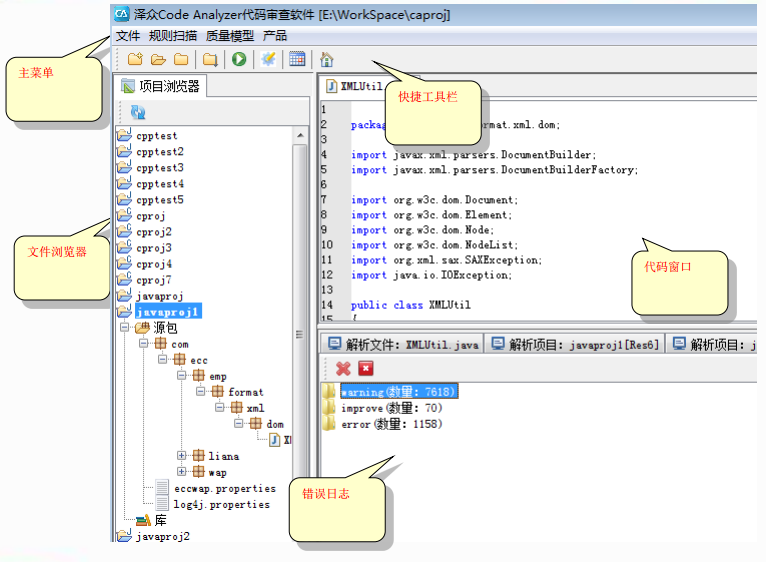 泽众Code Analyzer代码审查软件 [E:\WorkSpace\caproj]
文件 规则扫描 质量模型 产品
主菜单
快捷工具栏
项目浏览器
cpptest
cpptest2
cpptest3
cpptest4
cpptest5
cproj
cproj2
cproj3
cproj4
cproj7
javaproj
javaproj1
源包
com
ecc
emp
format
xml
dom
XM
liana
wap
eccwap.properties
log4j.properties
库
javaproj2
文件浏览器
XMLUtil.
1
2 packag ormat.xml.dom;
3
4 import javax.xml.parsers.DocumentBuilder;
5 import javax.xml.parsers.DocumentBuilderFactory;
6
7 import org.w3c.dom.Document;
8 import org.w3c.dom.Element;
9 import org.w3c.dom.Node;
10 import org.w3c.dom.NodeList;
11 import org.xml.sax.SAXException;
12 import java.io.IOException;
13
14 public class XMLUtil
15 {
代码窗口
解析文件: XMLUtil.java 解析项目: javaproj1[Res6] 解析项目: j
warning(数量: 7618)
improve(数量: 70)
error(数量: 1158)
错误日志